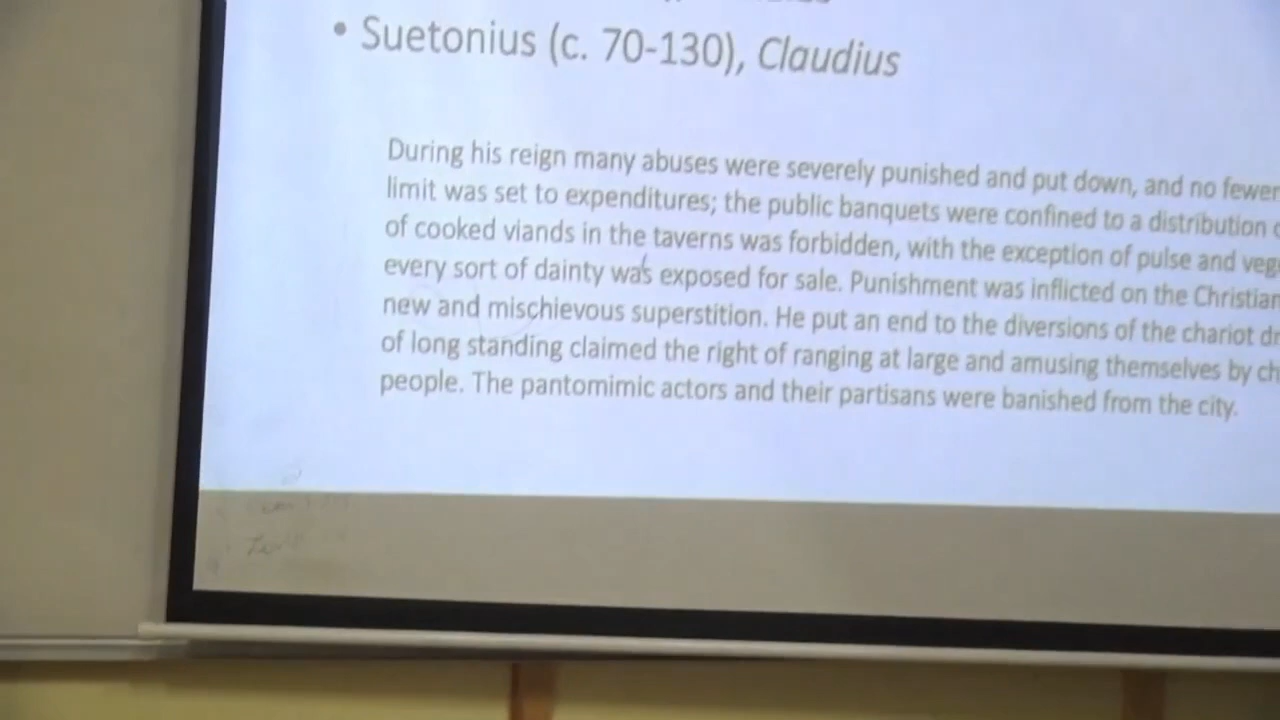 • Suetonius (c. 70-130), Claudius
During his reign many abuses were severely punished and put down, and no fewer
limit was set to expenditures; the public banquets were confined to a distribution
of cooked viands in the taverns was forbidden, with the exception of pulse and
every sort of dainty was exposed for sale. Punishment was inflicted on the Christian
new and mischievous superstition. He put an end to the diversions of the chariot
of long standing claimed the right of ranging at large and amusing themselves by
people. The pantomimic actors and their partisans were banished from the city.